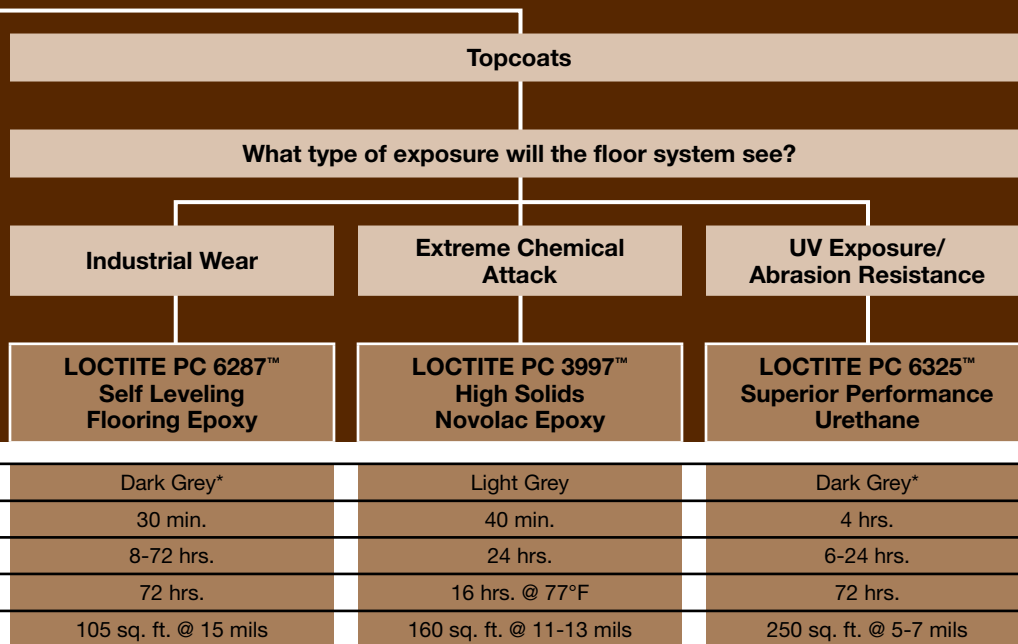 Topcoats
What type of exposure will the floor system see?
Industrial Wear
Extreme Chemical
Attack
UV Exposure/
Abrasion Resistance
LOCTITE PC 6287™
Self Leveling
Flooring Epoxy
LOCTITE PC 3997™
High Solids
Novolac Epoxy
LOCTITE PC 6325™
Superior Performance
Urethane
Dark Grey* Light Grey Dark Grey*
30 min. 40 min. 4 hrs.
8-72 hrs. 24 hrs. 6-24 hrs.
72 hrs. 16 hrs. @ 77°F 72 hrs.
105 sq. ft. @ 15 mils 160 sq. ft. @ 11-13 mils 250 sq. ft. @ 5-7 mils